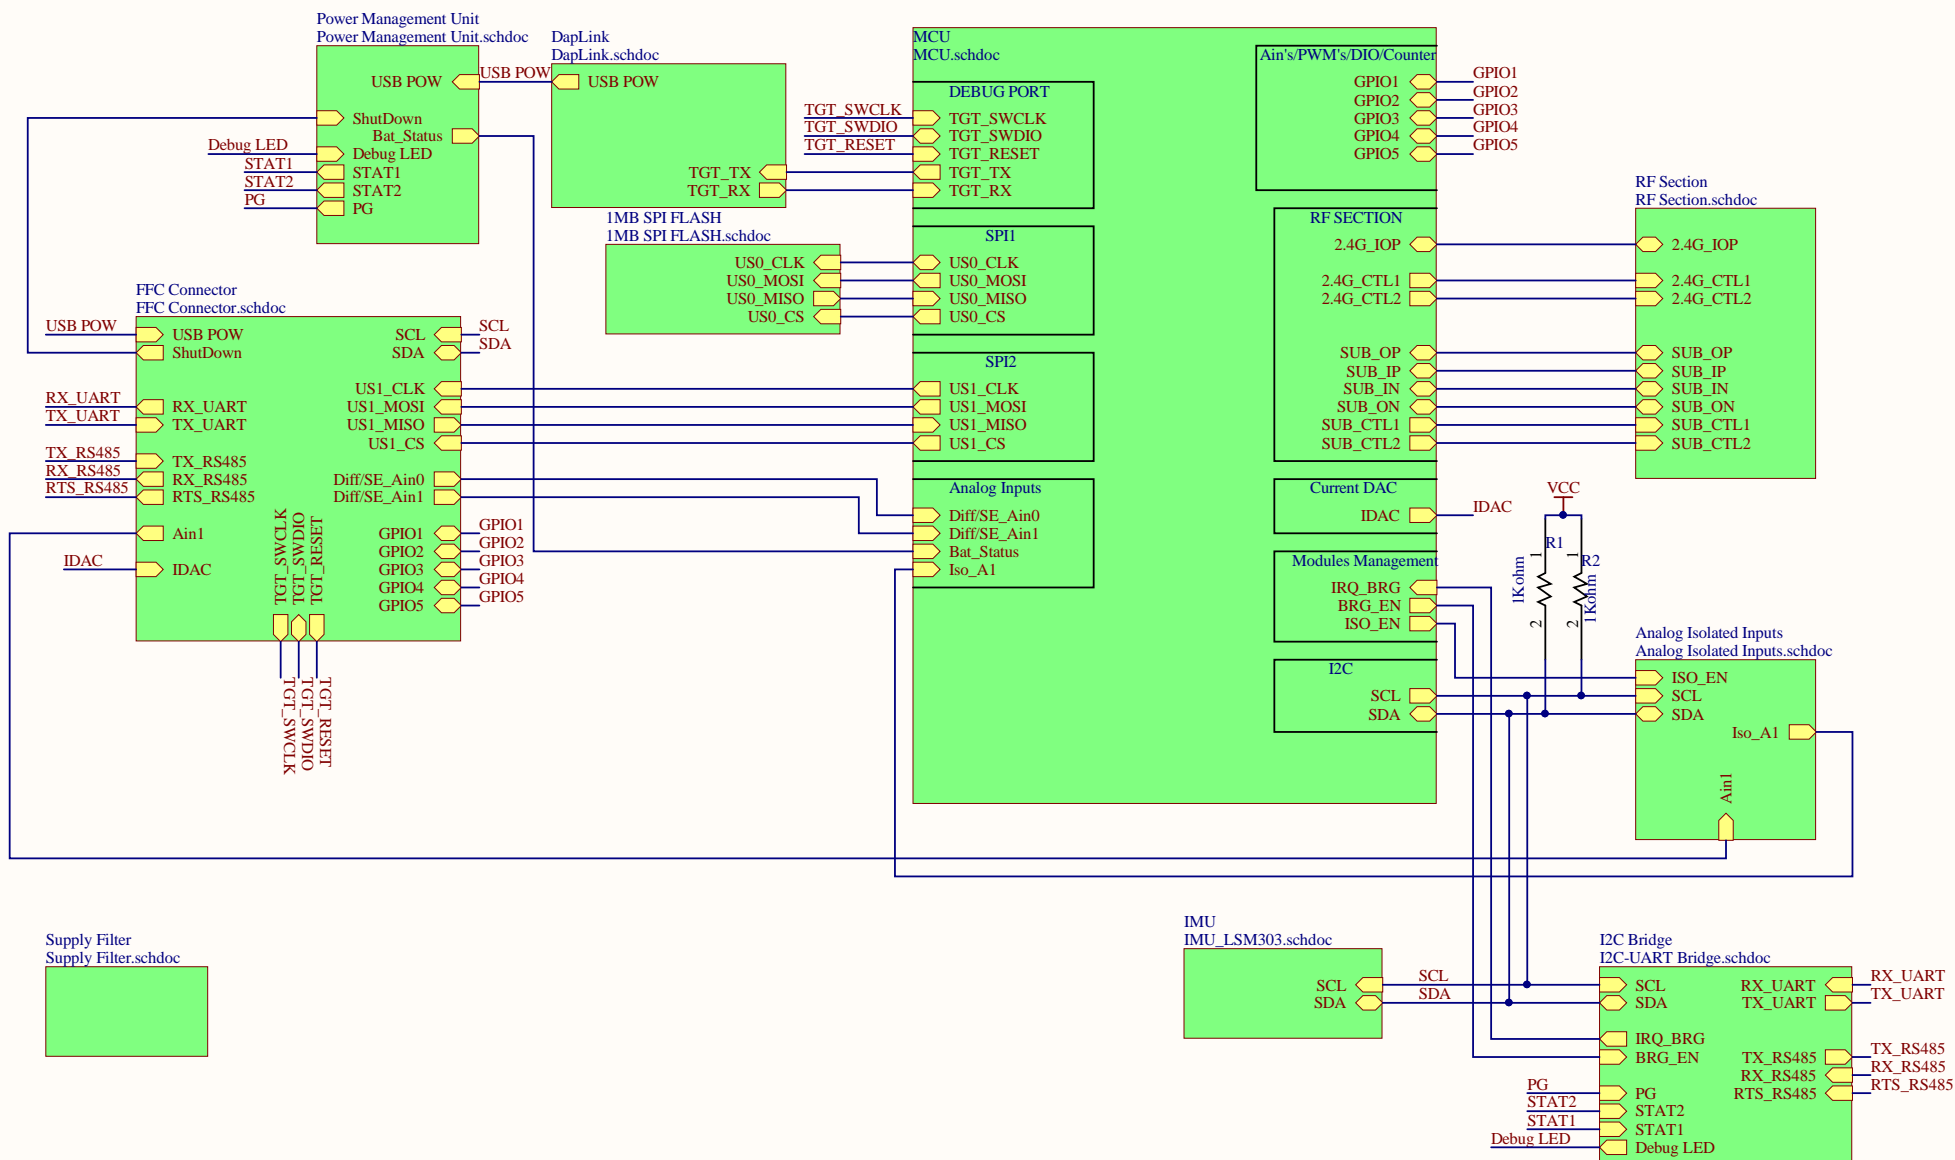 Power Management Unit
Power Management Unit.schdoc
USB POW
ShutDown
Bat_Status
Debug LED
STAT1
STAT2
PG
Debug LED
STAT1
STAT2
PG
USB POW
DapLink
DapLink.schdoc
USB POW
TGT_TX
TGT_RX
1MB SPI FLASH
1MB SPI FLASH.schdoc
US0_CLK
US0_MOSI
US0_MISO
US0_CS
MCU
MCU.schdoc
DEBUG PORT
TGT_SWCLK
TGT_SWDIO
TGT_RESET
TGT_SWCLK
TGT_SWDIO
TGT_RESET
TGT_TX
TGT_RX
SPI1
US0_CLK
US0_MOSI
US0_MISO
US0_CS
SPI2
US1_CLK
US1_MOSI
US1_MISO
US1_CS
Analog Inputs
Diff/SE_Ain0
Diff/SE_Ain1
Bat_Status
Iso_A1
Ain's/PWM's/DIO/Counter
GPIO1
GPIO2
GPIO3
GPIO4
GPIO5
GPIO1
GPIO2
GPIO3
GPIO4
GPIO5
RF SECTION
2.4G_IOP
2.4G_CTL1
2.4G_CTL2
SUB_OP
SUB_IP
SUB_IN
SUB_ON
SUB_CTL1
SUB_CTL2
Current DAC
IDAC
IDAC
Modules Management
IRQ_BRG
BRG_EN
ISO_EN
I2C
SCL
SDA
RF Section
RF Section.schdoc
2.4G_IOP
2.4G_CTL1
2.4G_CTL2
SUB_OP
SUB_IP
SUB_IN
SUB_ON
SUB_CTL1
SUB_CTL2
VCC
R1
1
2
1Kohm
R2
1
2
1Kohm
FFC Connector
FFC Connector.schdoc
USB POW
RX_UART
TX_UART
TX_RS485
RX_RS485
RTS_RS485
IDAC
USB POW
ShutDown
RX_UART
TX_UART
TX_RS485
RX_RS485
RTS_RS485
Ain1
IDAC
TGT_SWCLK
TGT_SWDIO
TGT_RESET
SCL
SDA
US1_CLK
US1_MOSI
US1_MISO
US1_CS
Diff/SE_Ain0
Diff/SE_Ain1
GPIO1
GPIO2
GPIO3
GPIO4
GPIO5
SCL
SDA
GPIO1
GPIO2
GPIO3
GPIO4
GPIO5
TGT_SWCLK
TGT_SWDIO
TGT_RESET
Analog Isolated Inputs
Analog Isolated Inputs.schdoc
ISO_EN
SCL
SDA
Iso_A1
Ain1
Supply Filter
Supply Filter.schdoc
IMU
IMU_LSM303.schdoc
SCL
SDA
SCL
SDA
I2C Bridge
I2C-UART Bridge.schdoc
SCL
SDA
IRQ_BRG
BRG_EN
PG
STAT2
STAT1
Debug LED
PG
STAT2
STAT1
Debug LED
RX_UART
TX_UART
TX_RS485
RX_RS485
RTS_RS485
RX_UART
TX_UART
TX_RS485
RX_RS485
RTS_RS485